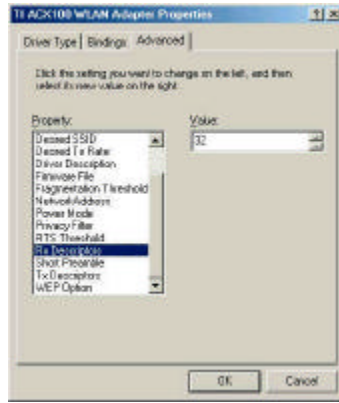 TI ACX100 WLAN Adapter Properties
? X
Driver Type
Bindings
Advanced
Click the setting you want to change on the left, and then
select its new value on the right.
Property:
Value:
Desired SSID
Desired Tx Rate
Driver Description
Firmware File
Fragmentation Threshold
Network Address
Power Mode
Privacy Filter
RTS Threshold
Rx Descriptors
Short Preamble
Tx Descriptors
WEP Option
32
OK
Cancel